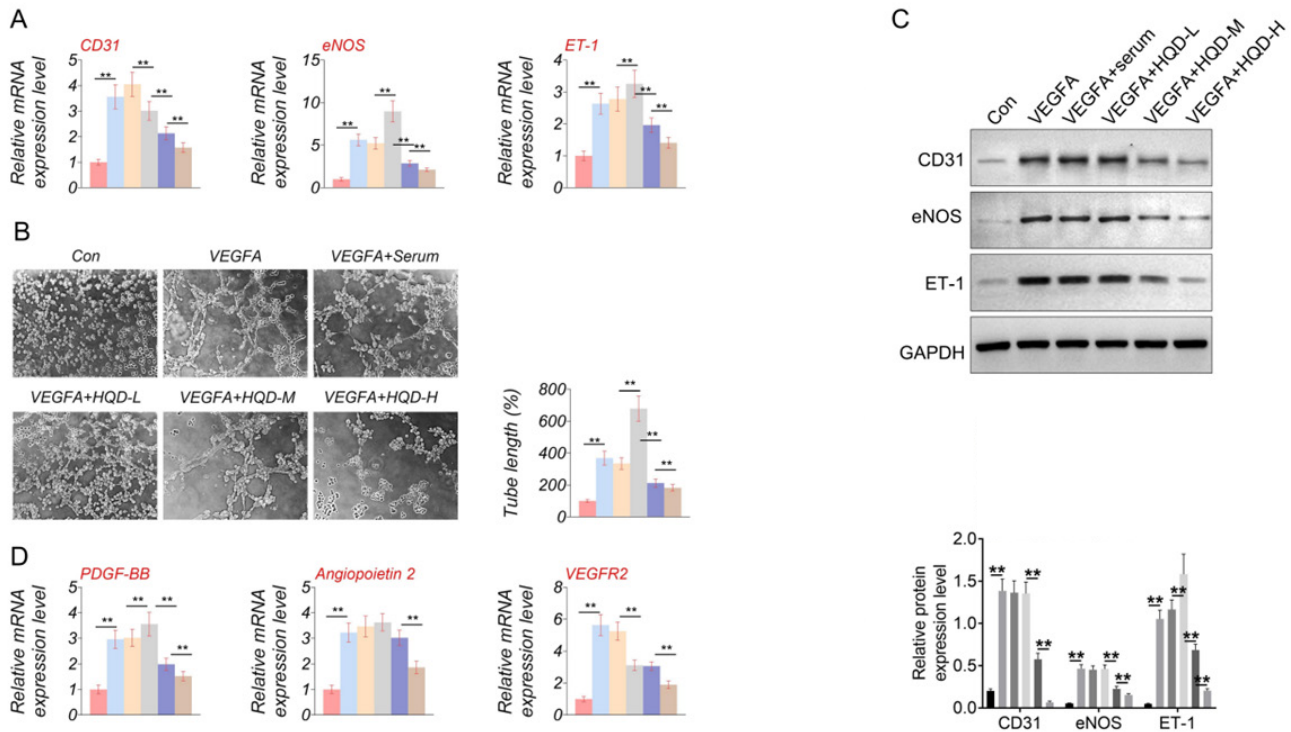 A
CD31
Relative mRNA
expression level
5
4
3
2
1
0
**
**
**
**
eNOS
Relative mRNA
expression level
15
10
5
0
**
**
**
**
ET-1
Relative mRNA
expression level
5
4
3
2
1
0
**
**
**
**
B
Con
VEGFA
VEGFA+Serum
VEGFA+HQD-L
VEGFA+HQD-M
VEGFA+HQD-H
Tube length (%)
800
600
400
200
0
**
**
**
**
C
Con
VEGFA
VEGFA+serum
VEGFA+HQD-L
VEGFA+HQD-M
VEGFA+HQD-H
CD31
eNOS
ET-1
GAPDH
Relative protein
expression level
2.0
1.5
1.0
0.5
0.0
**
**
**
**
**
**
**
**
**
**
CD31
eNOS
ET-1
D
PDGF-BB
Relative mRNA
expression level
5
4
3
2
1
0
**
**
**
**
Angiopoietin 2
Relative mRNA
expression level
5
4
3
2
1
0
**
**
VEGFR2
Relative mRNA
expression level
8
6
4
2
0
**
**
**